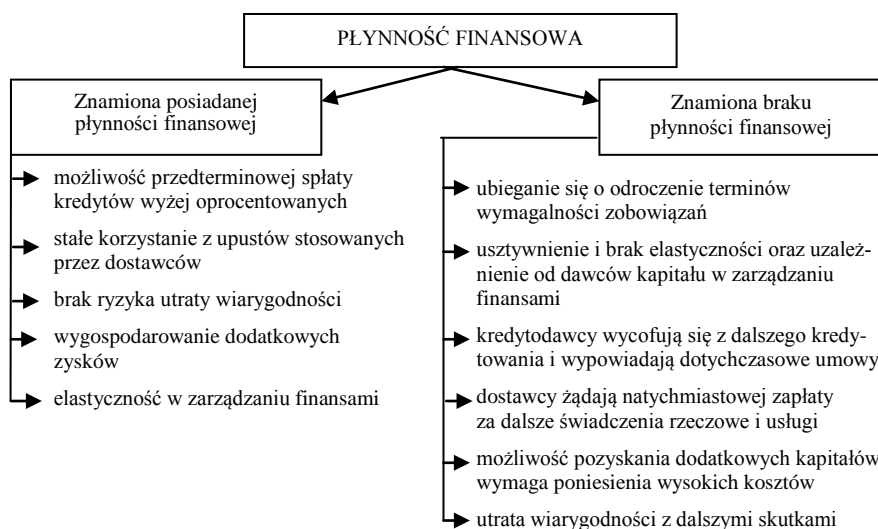 PŁYNNOŚĆ FINANSOWA
Znamiona posiadanej
płynności finansowej
możliwość przedterminowej spłaty
kredytów wyżej oprocentowanych
stałe korzystanie z upustów stosowanych
przez dostawców
brak ryzyka utraty wiarygodności
wygospodarowanie dodatkowych
zysków
elastyczność w zarządzaniu finansami
Znamiona braku
płynności finansowej
ubieganie się o odroczenie terminów
wymagalności zobowiązań
usztywnienie i brak elastyczności oraz uzależ-
nienie od dawców kapitału w zarządzaniu
finansami
kredytodawcy wycofują się z dalszego kredy-
towania i wypowiadają dotychczasowe umowy
dostawcy żądają natychmiastowej zapłaty
za dalsze świadczenia rzeczowe i usługi
możliwość pozyskania dodatkowych kapitałów
wymaga poniesienia wysokich kosztów
utrata wiarygodności z dalszymi skutkami